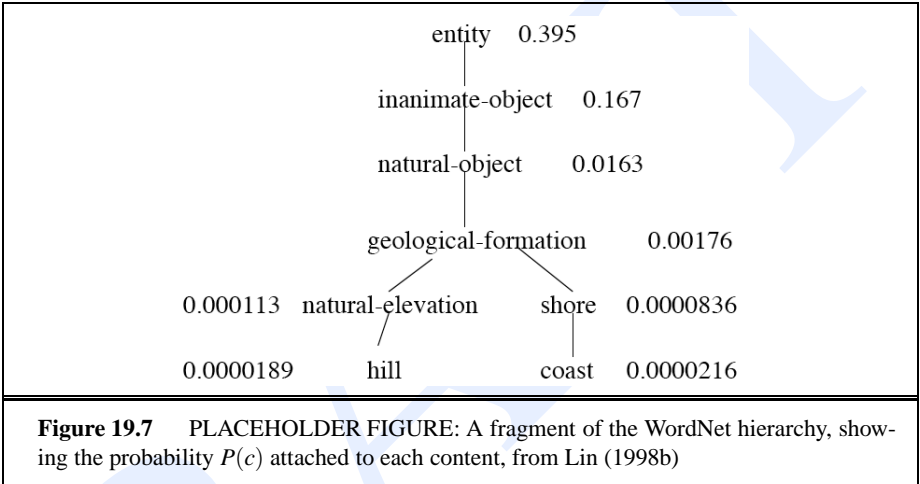 entity 0.395
inanimate-object 0.167
natural-object 0.0163
geological-formation 0.00176
0.000113 natural-elevation shore 0.0000836
0.0000189 hill coast 0.0000216
Figure 19.7 PLACEHOLDER FIGURE: A fragment of the WordNet hierarchy, show-
ing the probability P(c) attached to each content, from Lin (1998b)